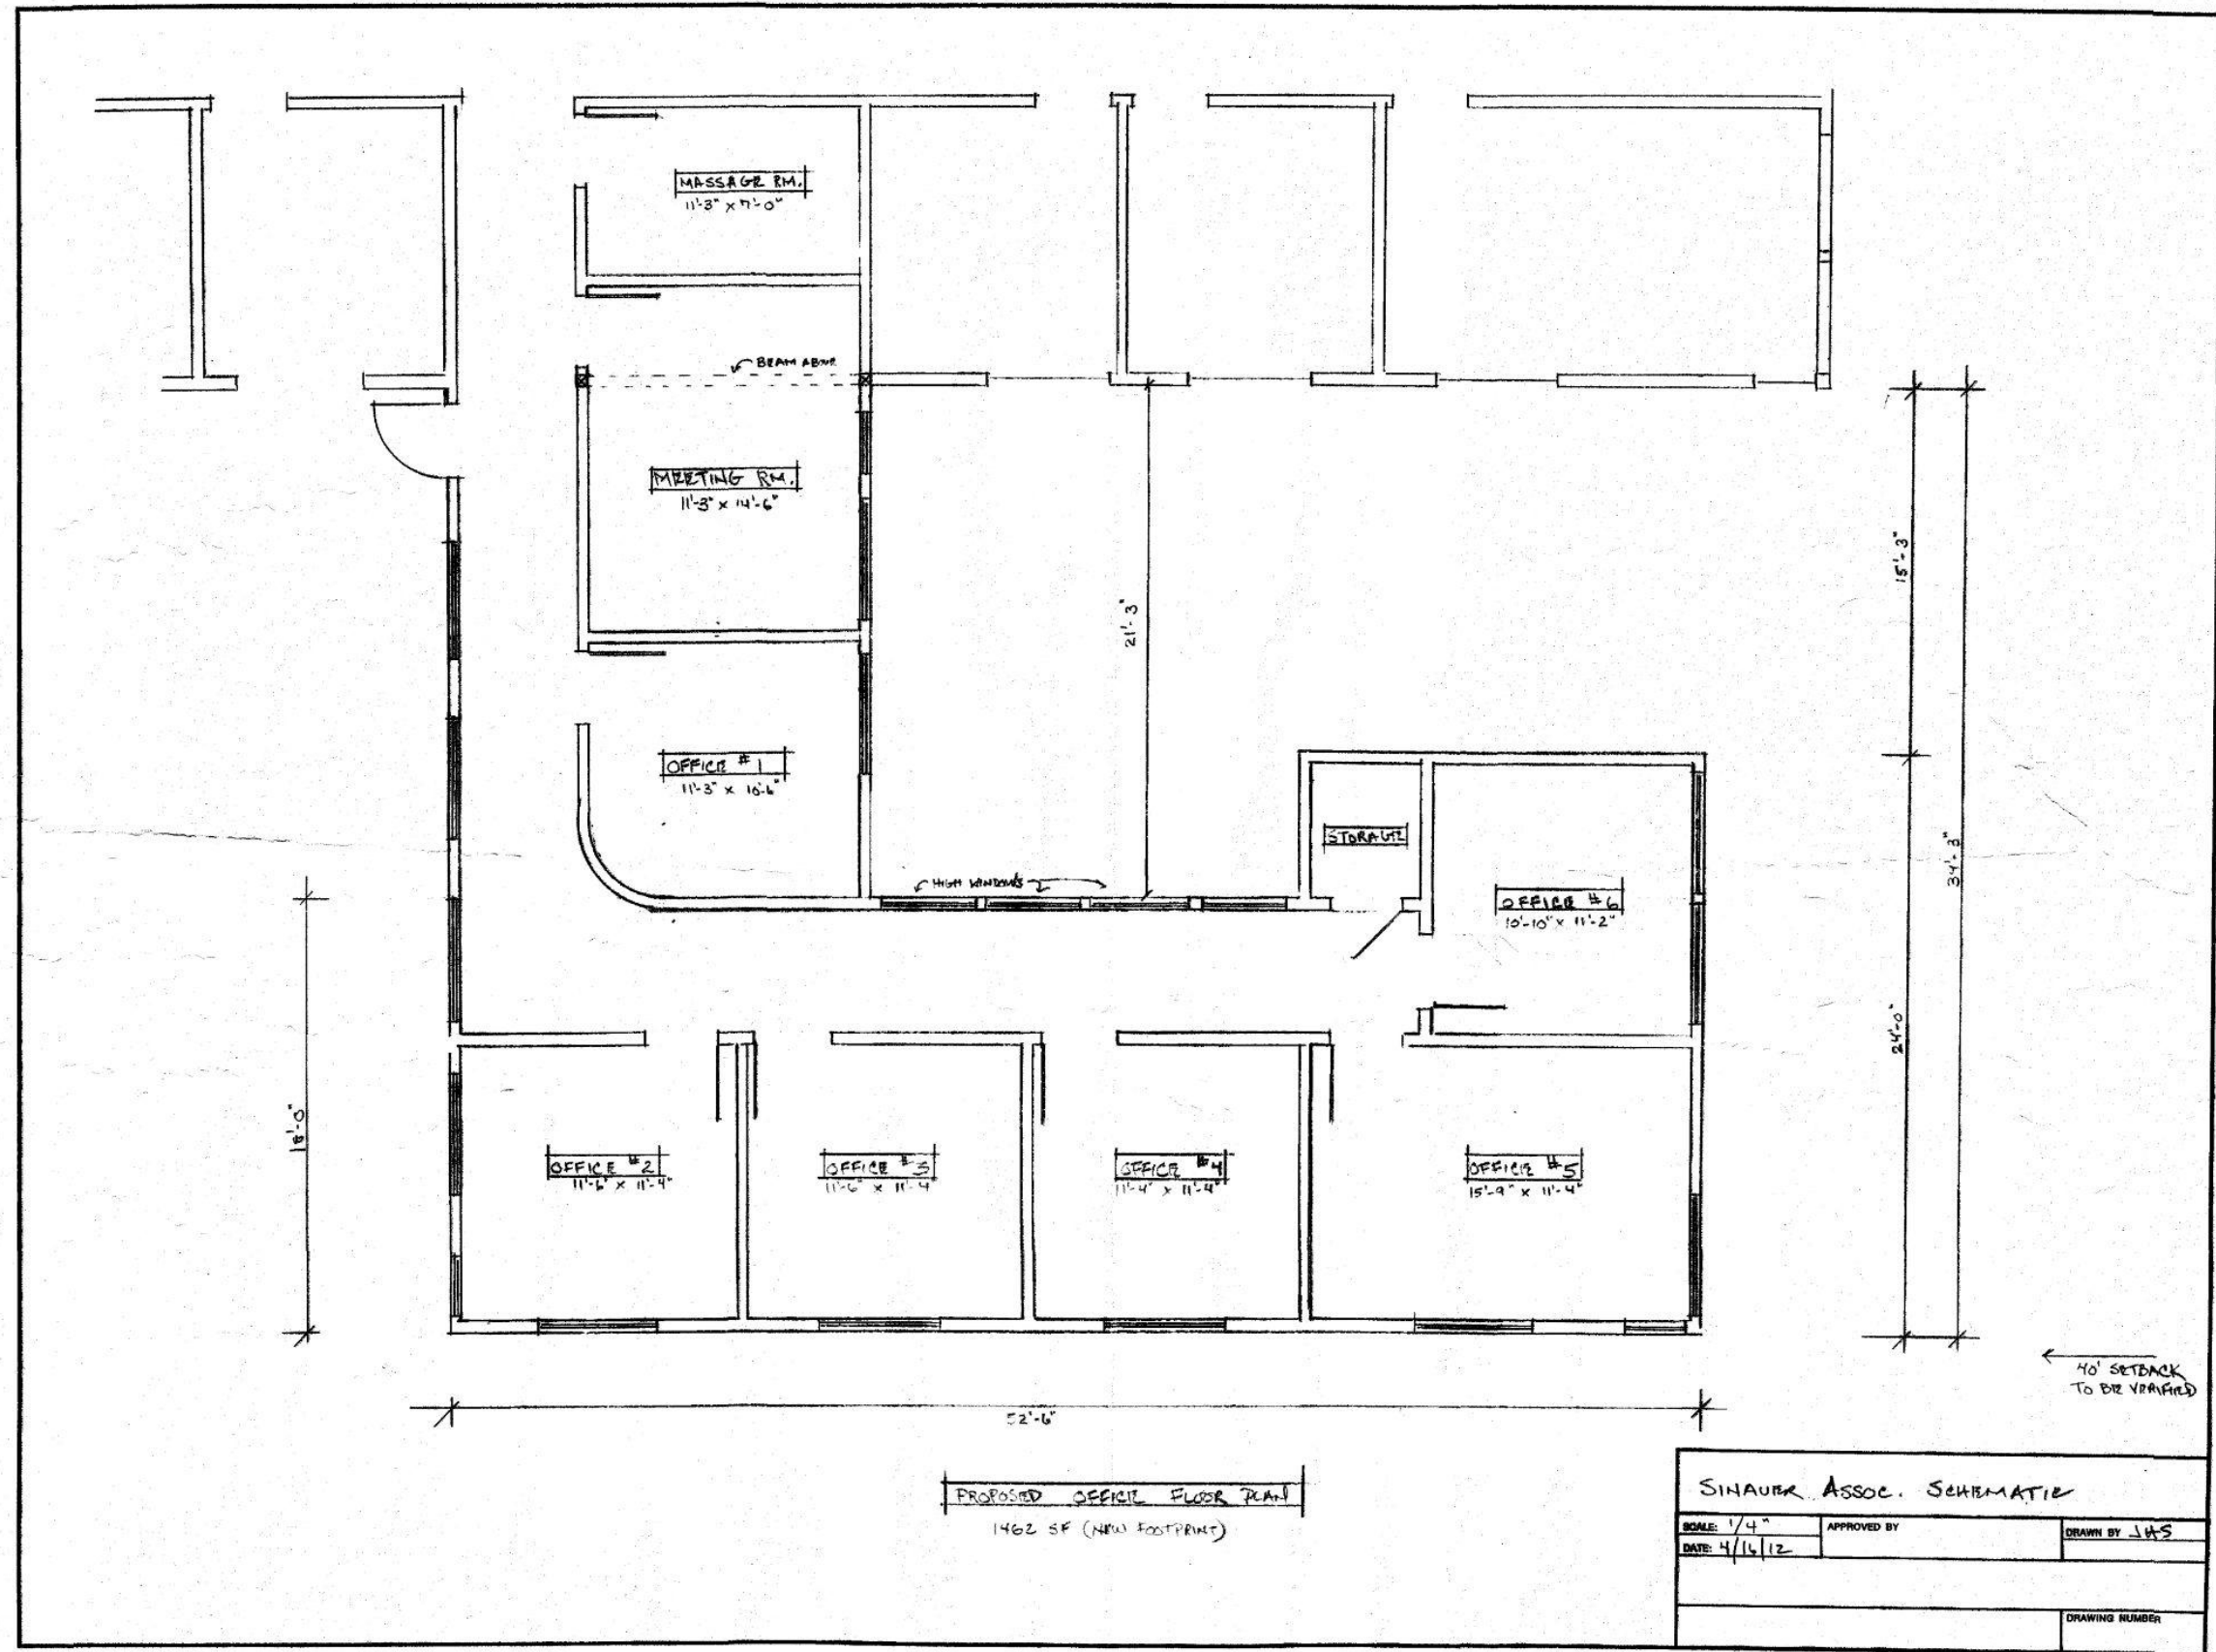 MASSAGE RM.
11'-3" x 7'-0"
BEAM ABOVE
MEETING RM.
11'-3" x 14'-6"
15'-3"
21'-3"
OFFICE #1
11'-3" x 10'-6"
STORAGE
34'-3"
HIGH WINDOWS
OFFICE #6
10'-10" x 11'-2"
24'-0"
18'-0"
OFFICE #2
11'-6" x 11'-4"
OFFICE #3
11'-6" x 11'-4
OFFICE #4
11'-4" x 11'-4"
OFFICE #5
15'-9" x 11'-4"
40' SETBACK
TO BE VERIFIED
52'-6"
PROPOSED OFFICE FLOOR PLAN
1462 SF (NEW FOOTPRINT)
SINAUER ASSOC. SCHEMATIC
SCALE: 1/4"
APPROVED BY
DRAWN BY JHS
DATE: 4/16/12
DRAWING NUMBER